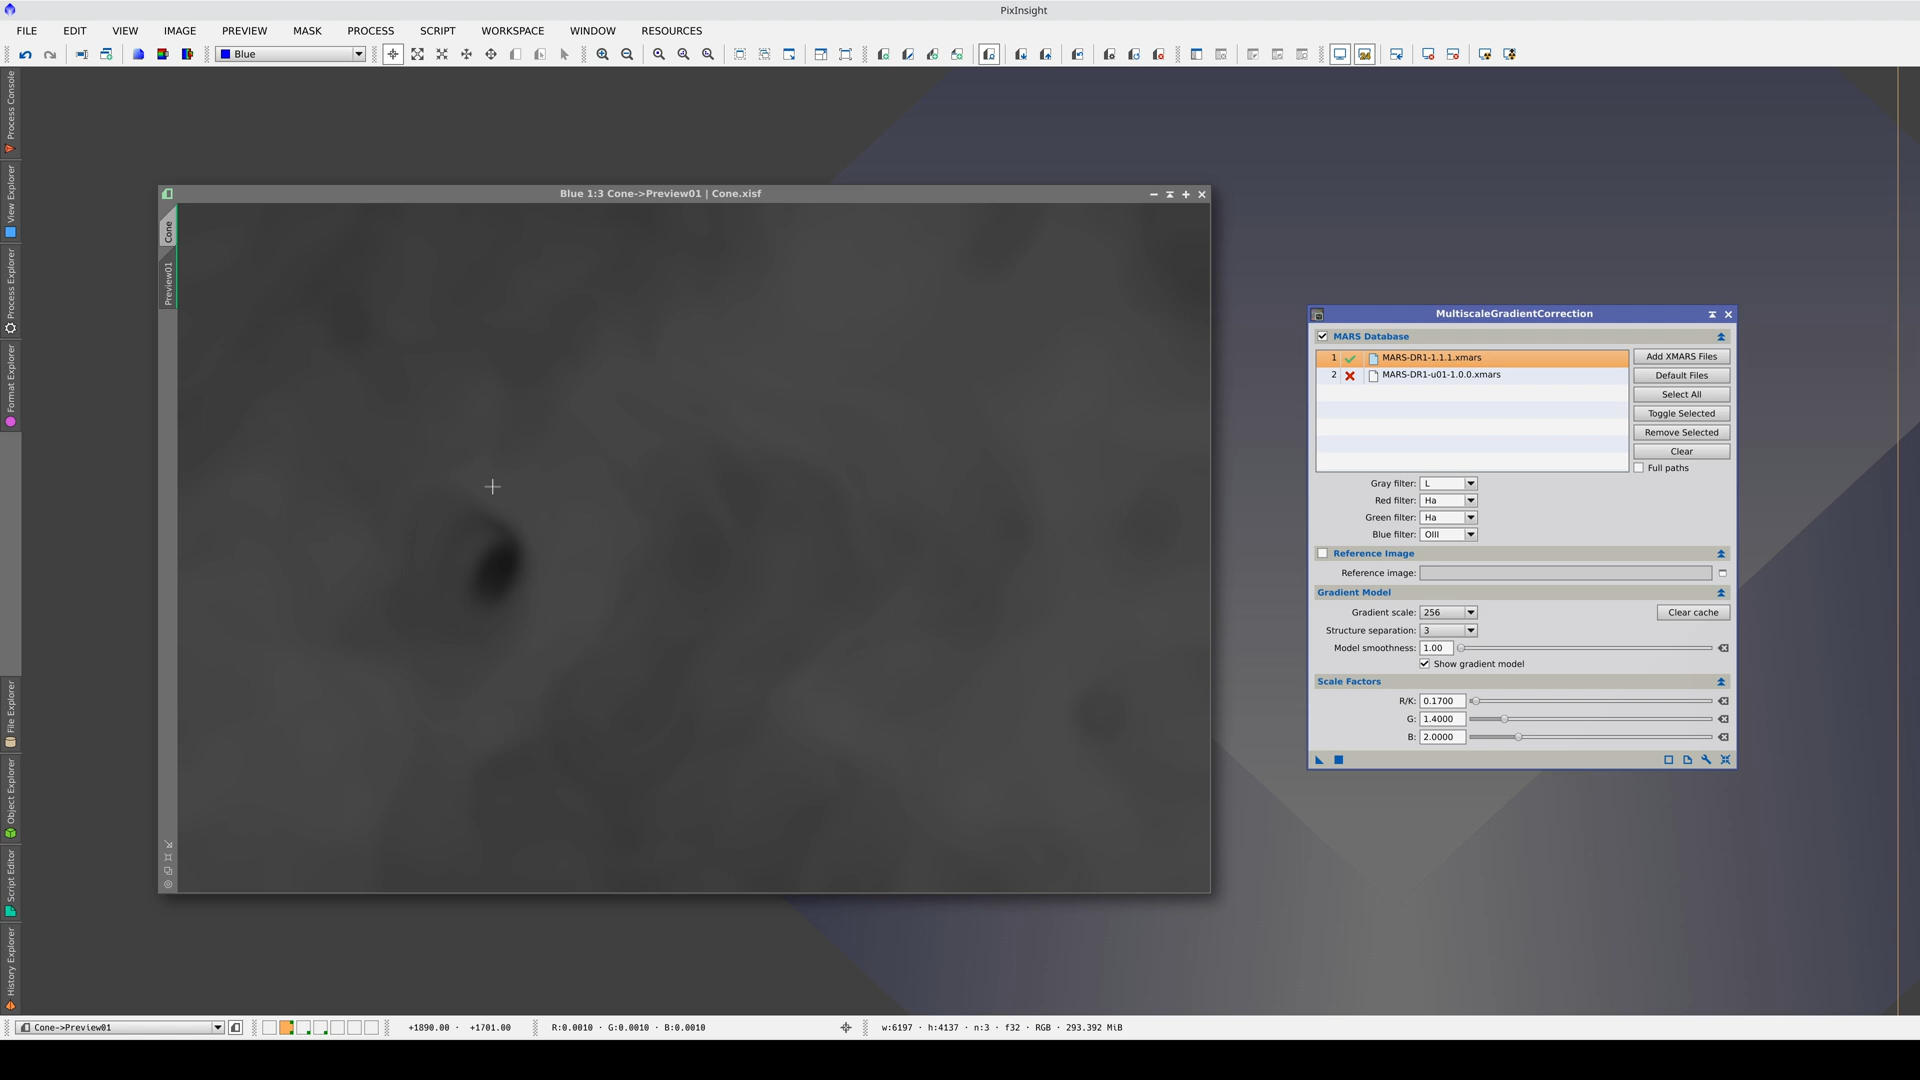 PixInsight
FILE EDIT VIEW IMAGE PREVIEW MASK PROCESS SCRIPT WORKSPACE WINDOW RESOURCES
Blue
Process Console
View Explorer
Process Explorer
Format Explorer
File Explorer
Object Explorer
Script Editor
History Explorer
Blue 1:3 Cone->Preview01 | Cone.xisf
Cone
Preview01
MultiscaleGradientCorrection
MARS Database
1 MARS-DR1-1.1.1.xmars
2 MARS-DR1-u01-1.0.0.xmars
Add XMARS Files
Default Files
Select All
Toggle Selected
Remove Selected
Clear
Full paths
Gray filter: L
Red filter: Ha
Green filter: Ha
Blue filter: OIII
Reference Image
Reference image:
Gradient Model
Gradient scale: 256 Clear cache
Structure separation: 3
Model smoothness: 1.00
Show gradient model
Scale Factors
R/K: 0.1700
G: 1.4000
B: 2.0000
Cone->Preview01 +1890.00 · +1701.00 R:0.0010 · G:0.0010 · B:0.0010 w:6197 · h:4137 · n:3 · f32 · RGB · 293.392 MiB